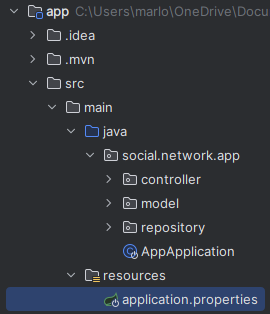 app C:\Users\marlo\OneDrive\Docu
.idea
.mvn
src
main
java
social.network.app
controller
model
repository
AppApplication
resources
application.properties